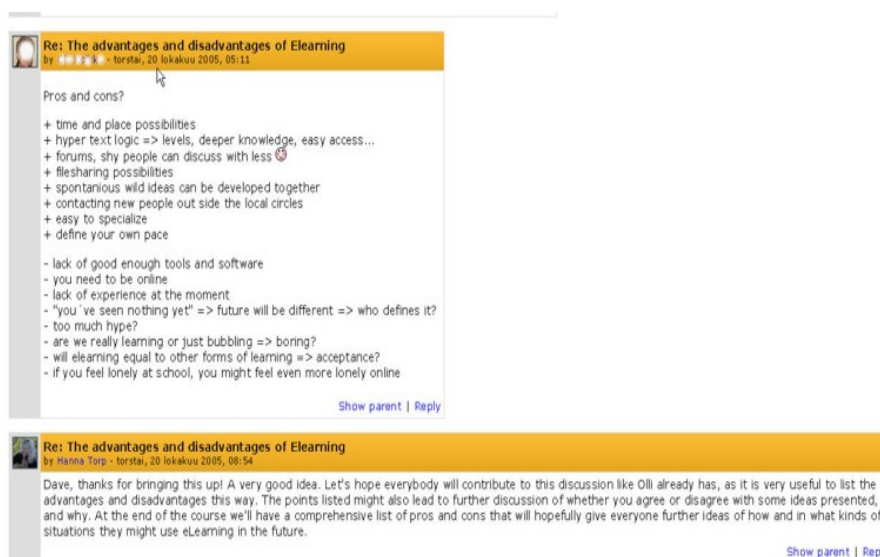 Re: The advantages and disadvantages of Elearning
by - torstai, 20 lokakuu 2005, 05:11
Pros and cons?
+ time and place possibilities
+ hyper text logic => levels, deeper knowledge, easy access...
+ forums, shy people can discuss with less
+ filesharing possibilities
+ spontanious wild ideas can be developed together
+ contacting new people out side the local circles
+ easy to specialize
+ define your own pace
- lack of good enough tools and software
- you need to be online
- lack of experience at the moment
- "you´ve seen nothing yet" => future will be different => who defines it?
- too much hype?
- are we really learning or just bubbling => boring?
- will elearning equal to other forms of learning => acceptance?
- if you feel lonely at school, you might feel even more lonely online
Show parent | Reply
Re: The advantages and disadvantages of Elearning
by Hanna Torp - torstai, 20 lokakuu 2005, 08:54
Dave, thanks for bringing this up! A very good idea. Let's hope everybody will contribute to this discussion like Olli already has, as it is very useful to list the
advantages and disadvantages this way. The points listed might also lead to further discussion of whether you agree or disagree with some ideas presented,
and why. At the end of the course we'll have a comprehensive list of pros and cons that will hopefully give everyone further ideas of how and in what kinds of
situations they might use eLearning in the future.
Show parent | Rep